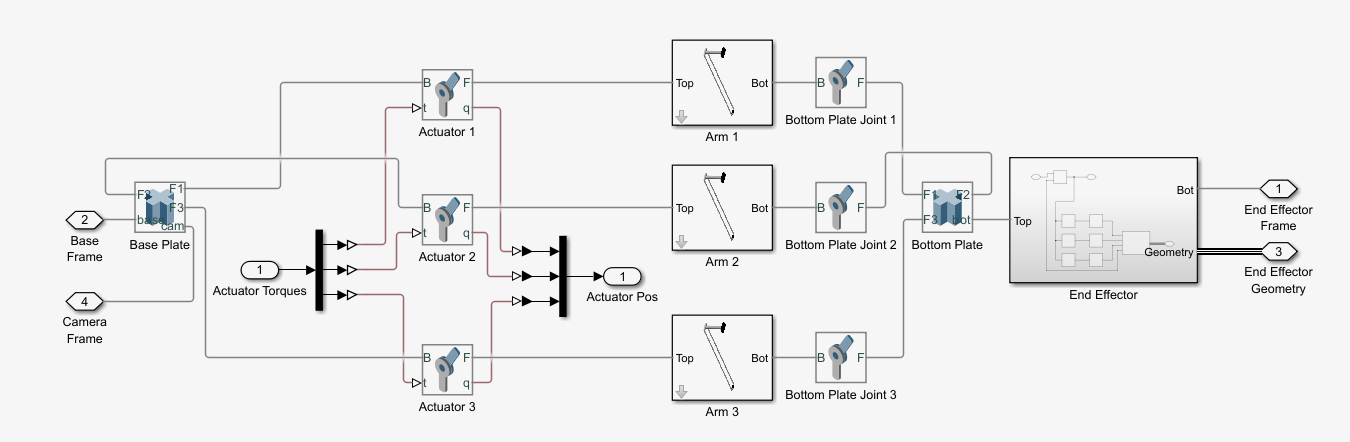 B F
t q
Actuator 1
Top Bot
Arm 1
B F
Bottom Plate Joint 1
F2 F1
F3
base
cam
Base Plate
2
Base
Frame
4
Camera
Frame
1
Actuator Torques
B F
t q
Actuator 2
1
Actuator Pos
Top Bot
Arm 2
B F
Bottom Plate Joint 2
F1 F2
F3 bot
Bottom Plate
Top
Bot
Geometry
End Effector
1
End Effector
Frame
3
End Effector
Geometry
B F
t q
Actuator 3
Top Bot
Arm 3
B F
Bottom Plate Joint 3